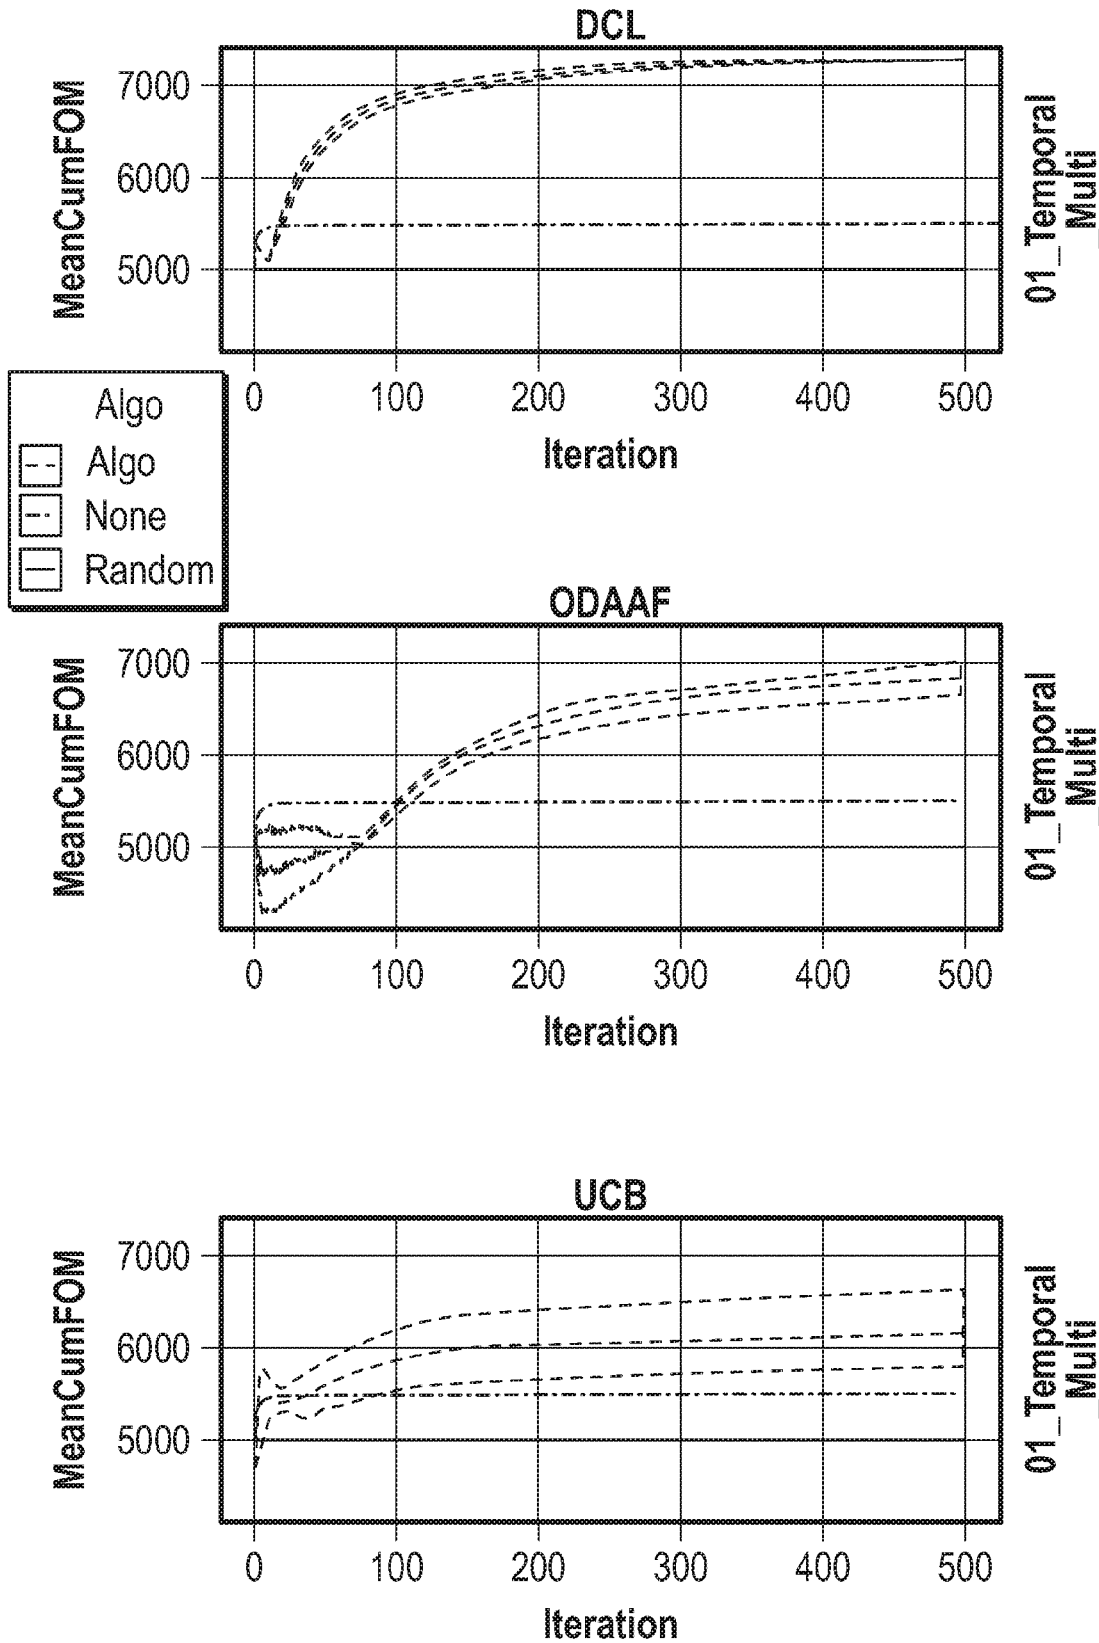 DCL
MeanCumFOM
7000
6000
5000
0 100 200 300 400 500
Iteration
01_Temporal
_Multi
Algo
Algo
None
Random
ODAAF
MeanCumFOM
7000
6000
5000
0 100 200 300 400 500
Iteration
01_Temporal
_Multi
UCB
MeanCumFOM
7000
6000
5000
0 100 200 300 400 500
Iteration
01_Temporal
_Multi